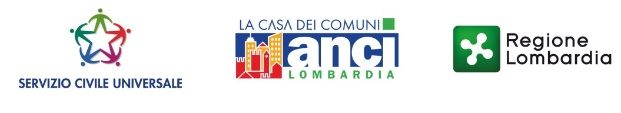 SERVIZIO CIVILE UNIVERSALE
LA CASA DEI COMUNI
anci
LOMBARDIA
Regione
Lombardia